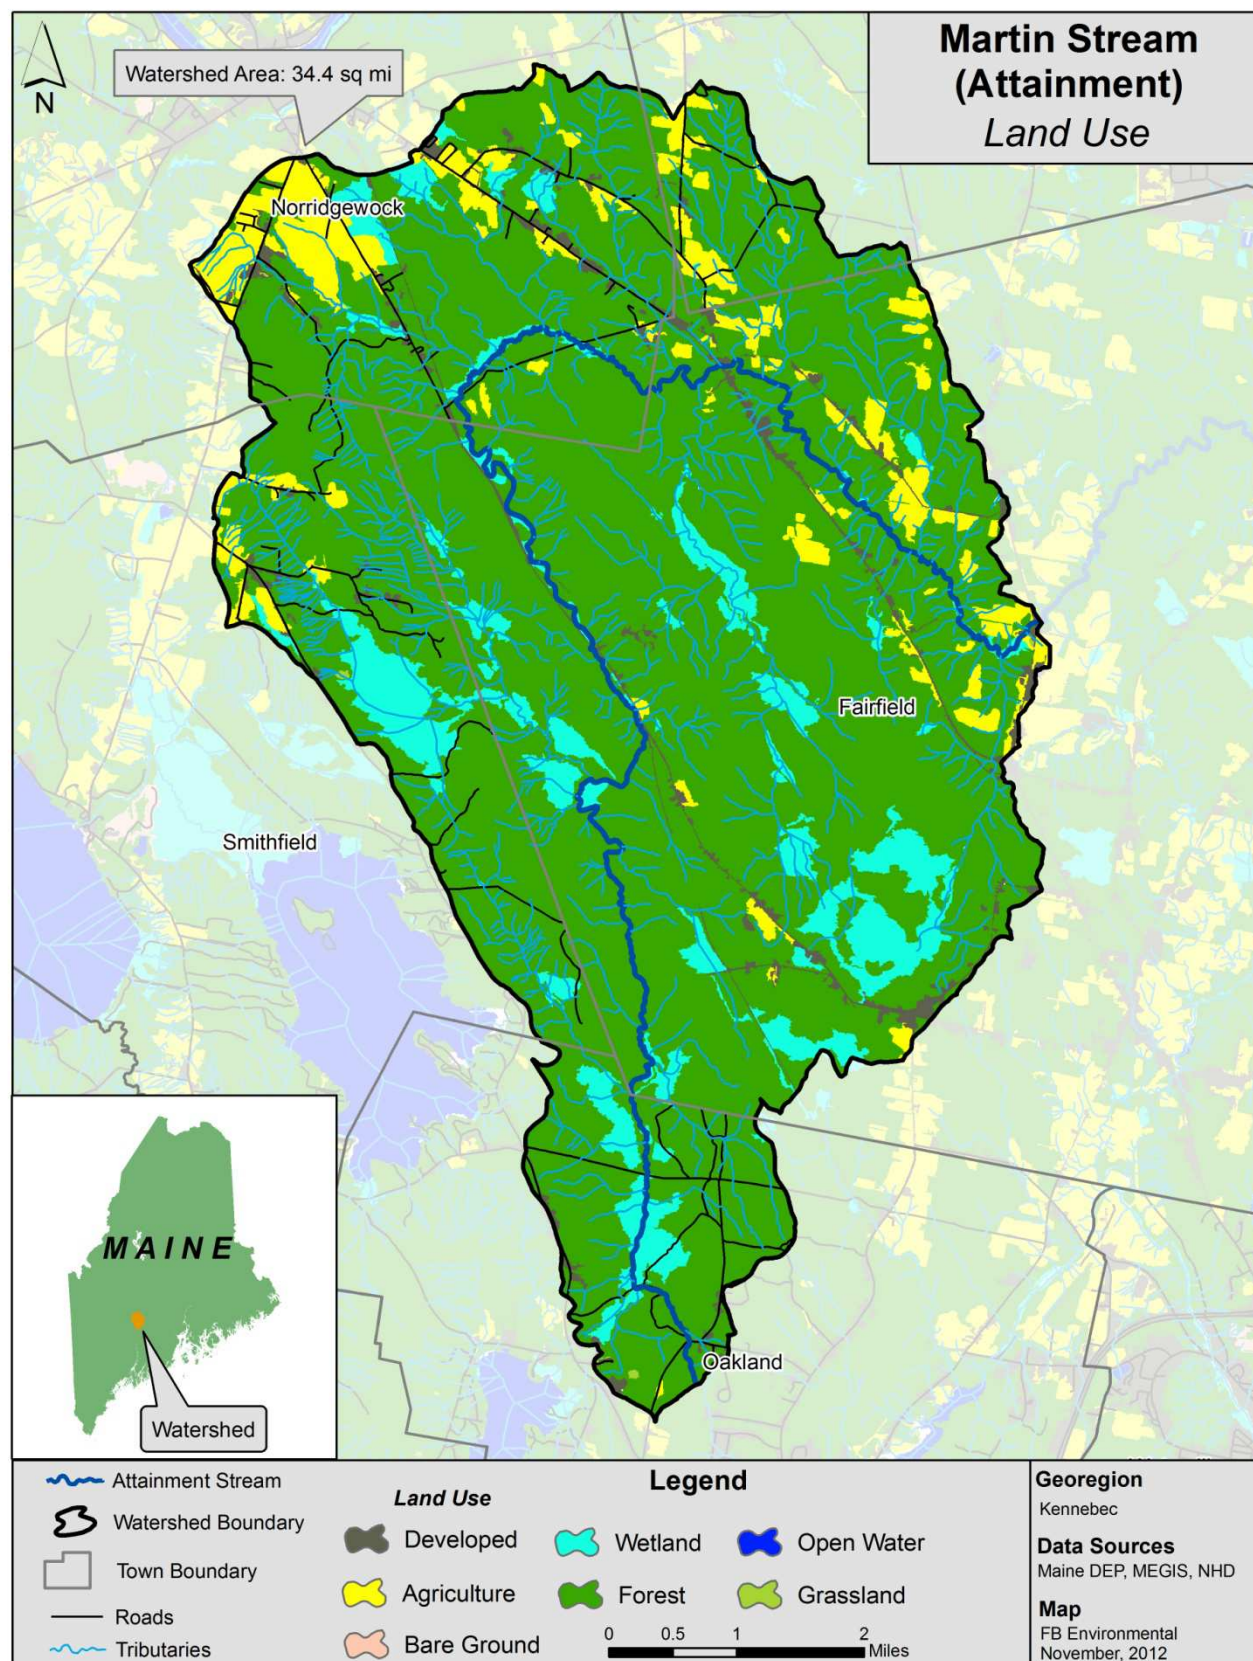 Martin Stream
(Attainment)
Land Use
Watershed Area: 34.4 sq mi
N
Norridgewock
Fairfield
Smithfield
Oakland
MAINE
Watershed
Legend
Attainment Stream
Watershed Boundary
Town Boundary
Roads
Tributaries
Land Use
Developed
Wetland
Open Water
Agriculture
Forest
Grassland
Bare Ground
0 0.5 1 2
Miles
Georegion
Kennebec
Data Sources
Maine DEP, MEGIS, NHD
Map
FB Environmental
November, 2012